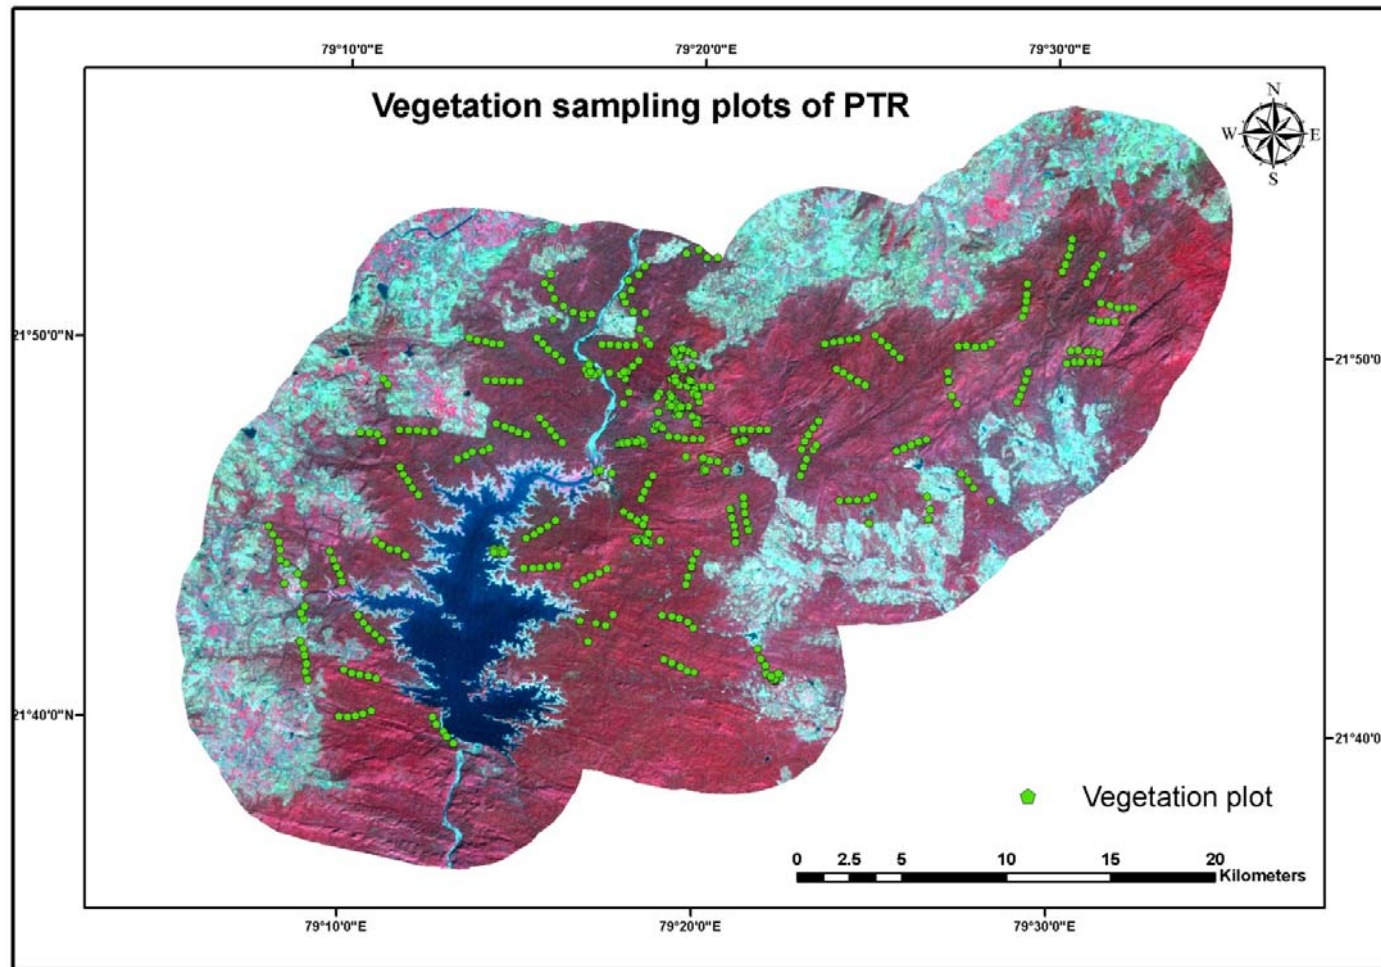 79°10'0"E 79°20'0"E 79°30'0"E
Vegetation sampling plots of PTR
N
W E
S
21°50'0"N
21°50'0"
21°40'0"N
21°40'0"
Vegetation plot
0 2.5 5 10 15 20
Kilometers
79°10'0"E 79°20'0"E 79°30'0"E